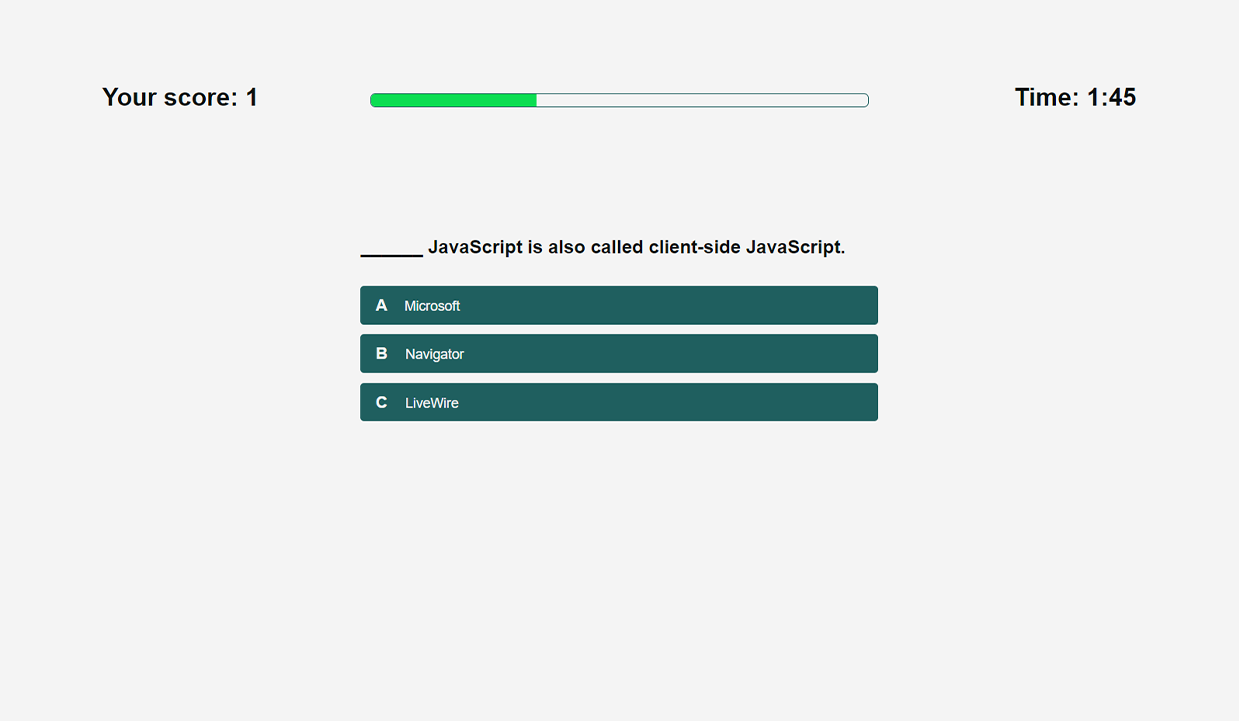 Your score: 1
Time: 1:45
______ JavaScript is also called client-side JavaScript.
A Microsoft
B Navigator
C LiveWire